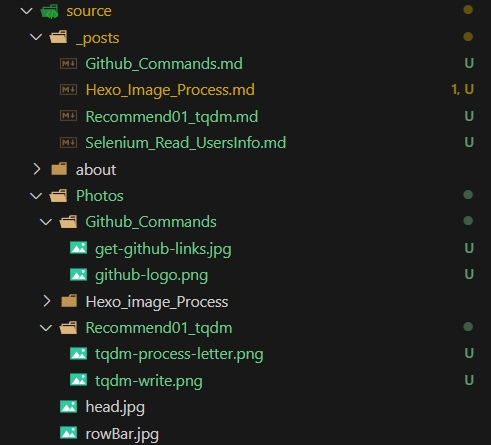 source
_posts
Github_Commands.md U
Hexo_Image_Process.md 1, U
Recommend01_tqdm.md U
Selenium_Read_UsersInfo.md U
about
Photos
Github_Commands
get-github-links.jpg U
github-logo.png U
Hexo_image_Process
Recommend01_tqdm
tqdm-process-letter.png U
tqdm-write.png U
head.jpg
rowBar.jpg